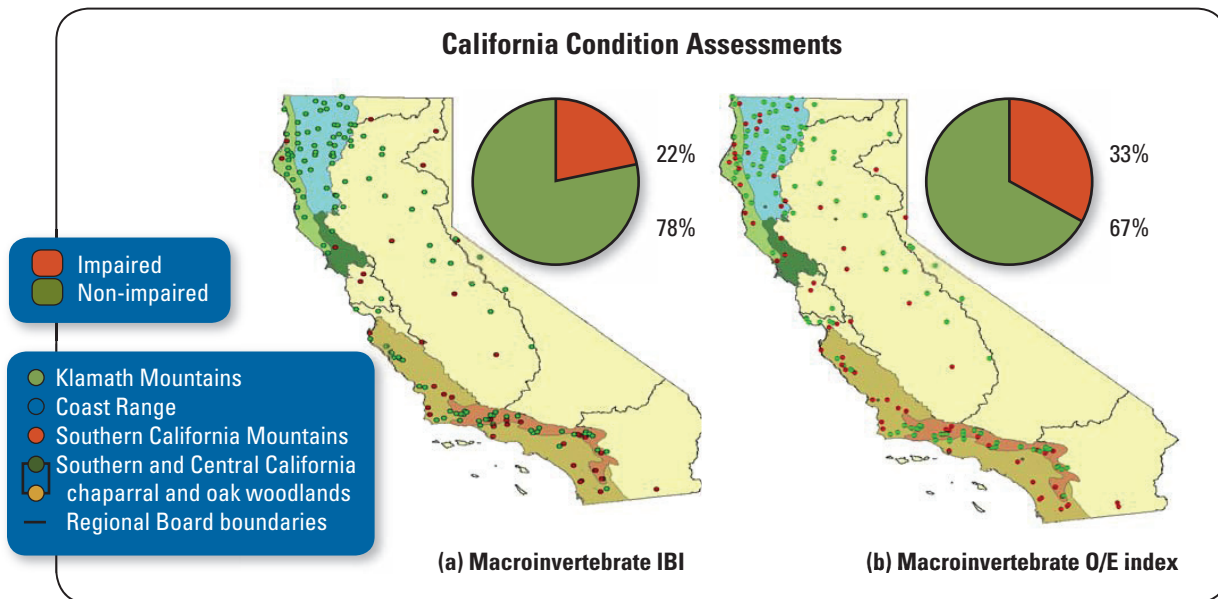 California Condition Assessments
22%
78%
33%
67%
Impaired
Non-impaired
Klamath Mountains
Coast Range
Southern California Mountains
Southern and Central California
chaparral and oak woodlands
Regional Board boundaries
(a) Macroinvertebrate IBI
(b) Macroinvertebrate O/E index